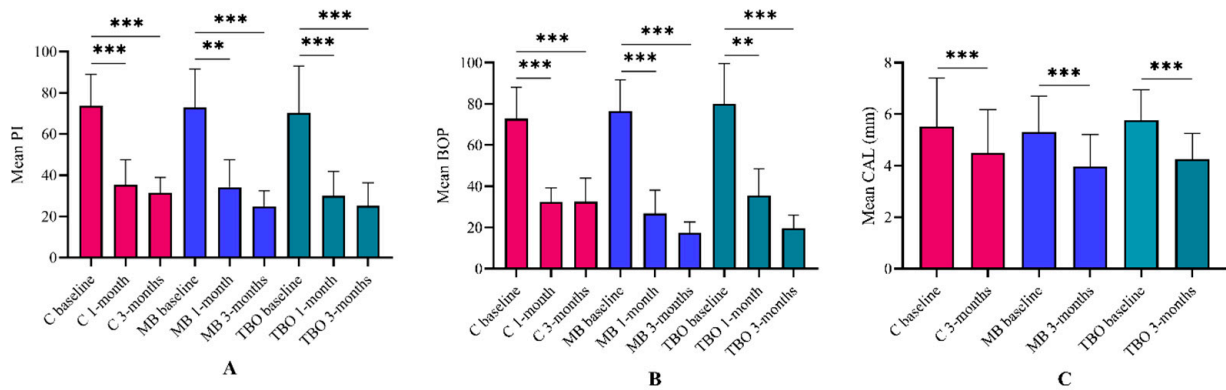 *** *** ***
*** ** ***
100
80
60
40
20
0
Mean PI
C baseline
C 1-month
C 3-months
MB baseline
MB 1-month
MB 3-months
TBO baseline
TBO 1-month
TBO 3-months
A
*** *** ***
*** *** **
100
80
60
40
20
0
Mean BOP
C baseline
C 1-month
C 3-months
MB baseline
MB 1-month
MB 3-months
TBO baseline
TBO 1-month
TBO 3-months
B
*** *** ***
8
6
4
2
0
Mean CAL (mm)
C baseline
C 3-months
MB baseline
MB 3-months
TBO baseline
TBO 3-months
C